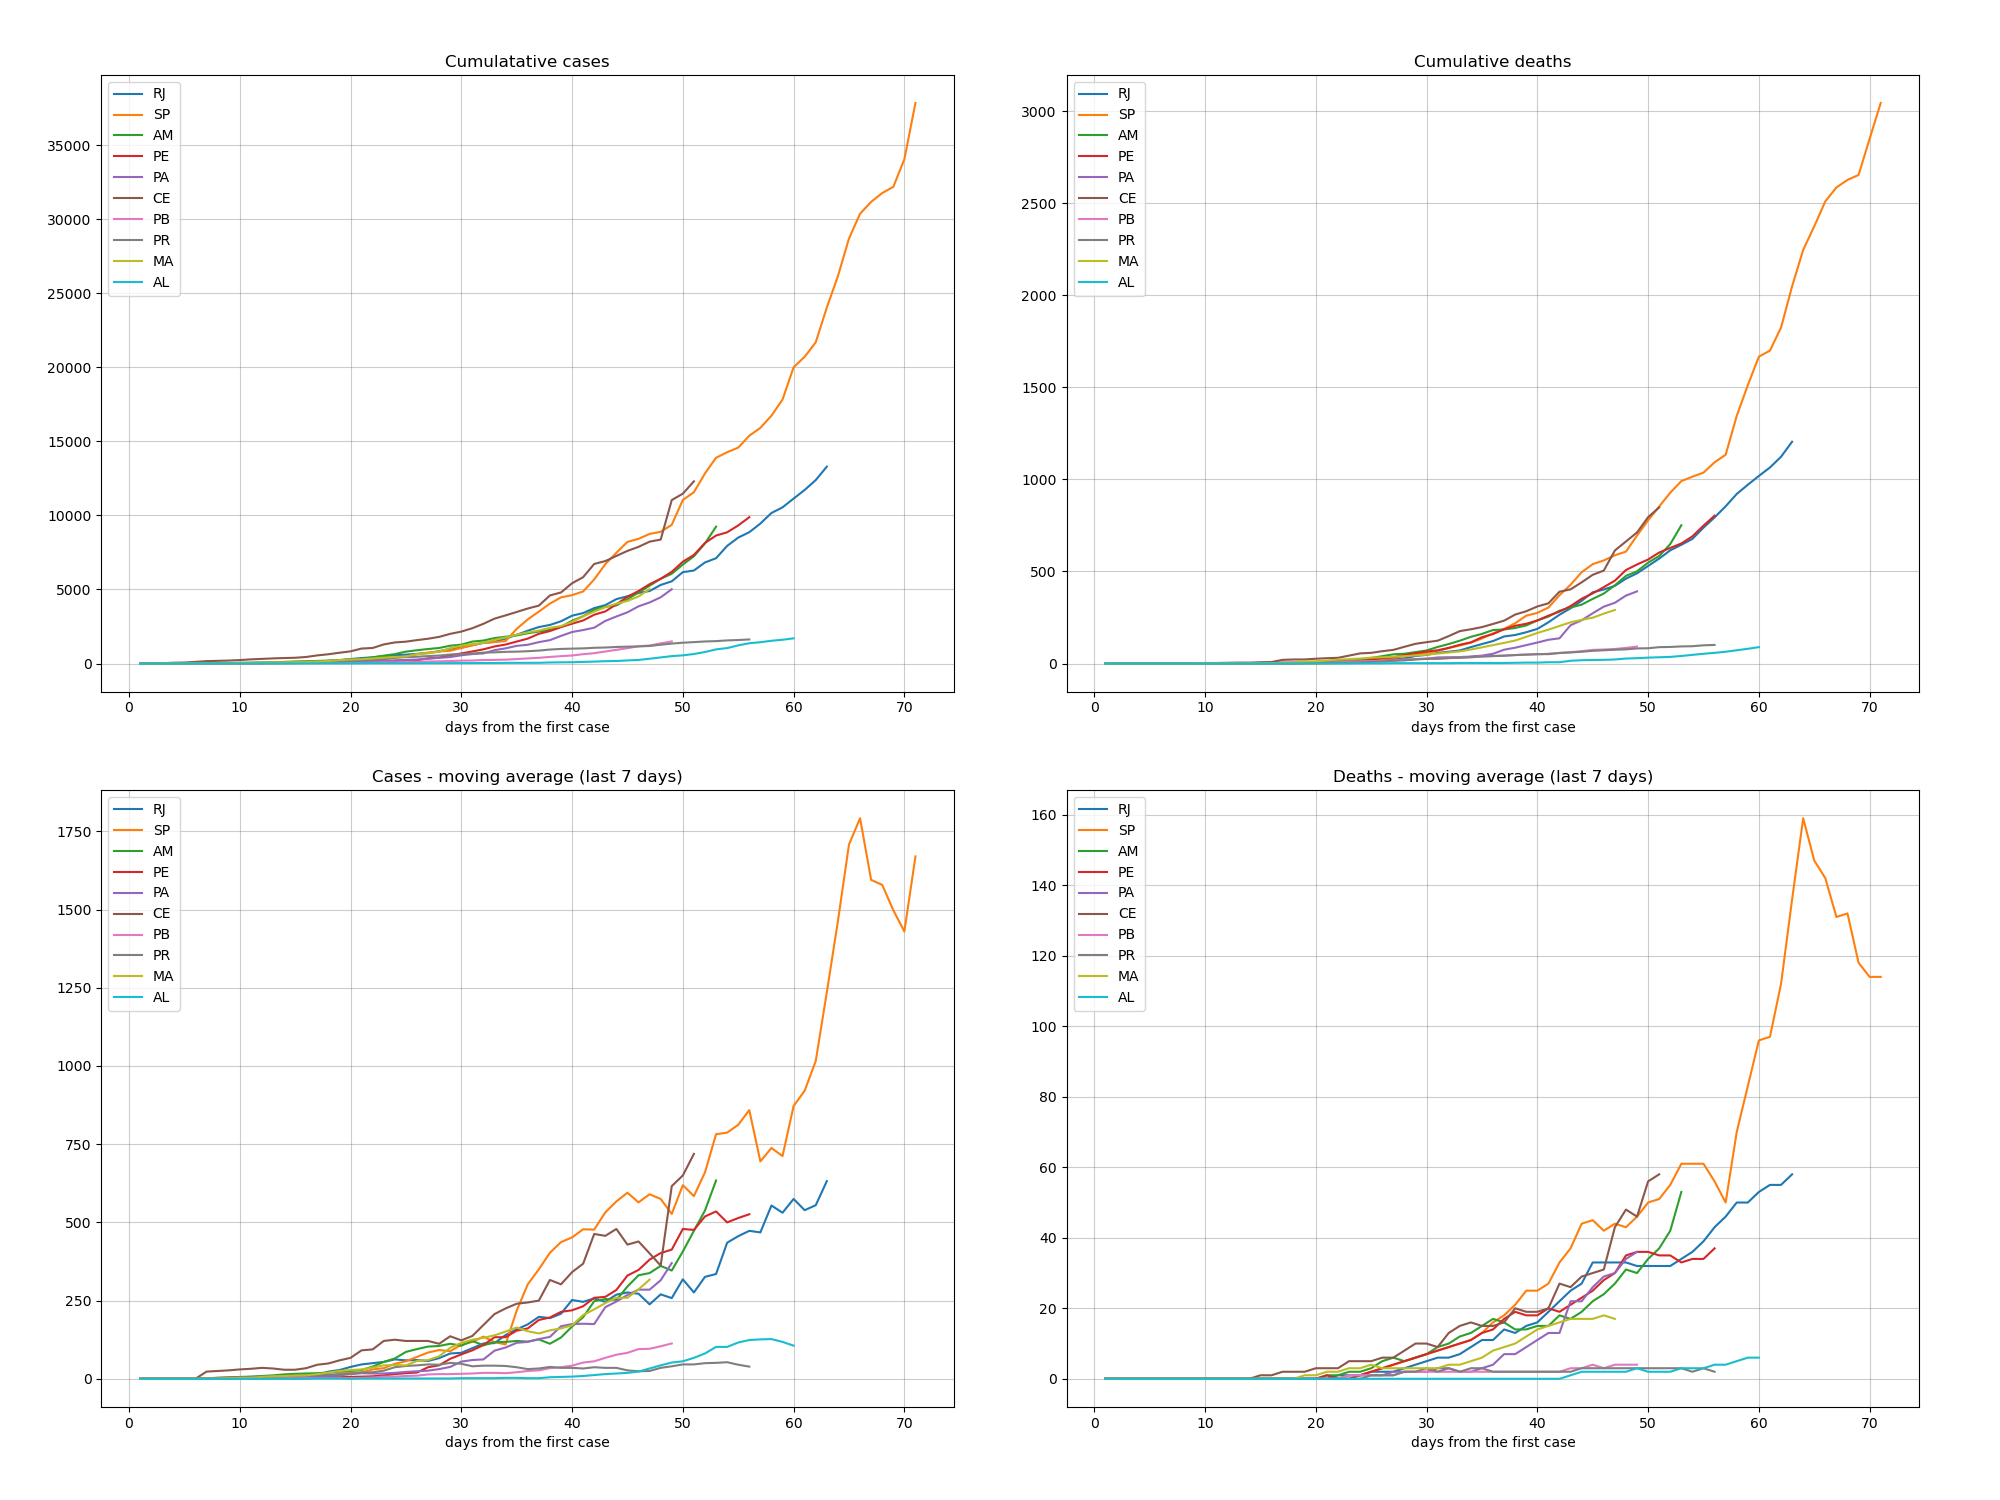 Cumulatative cases
RJ
SP
AM
PE
PA
CE
PB
PR
MA
AL
35000
30000
25000
20000
15000
10000
5000
0
0 10 20 30 40 50 60 70
days from the first case
Cumulative deaths
RJ
SP
AM
PE
PA
CE
PB
PR
MA
AL
3000
2500
2000
1500
1000
500
0
0 10 20 30 40 50 60 70
days from the first case
Cases - moving average (last 7 days)
RJ
SP
AM
PE
PA
CE
PB
PR
MA
AL
1750
1500
1250
1000
750
500
250
0
0 10 20 30 40 50 60 70
days from the first case
Deaths - moving average (last 7 days)
RJ
SP
AM
PE
PA
CE
PB
PR
MA
AL
160
140
120
100
80
60
40
20
0
0 10 20 30 40 50 60 70
days from the first case